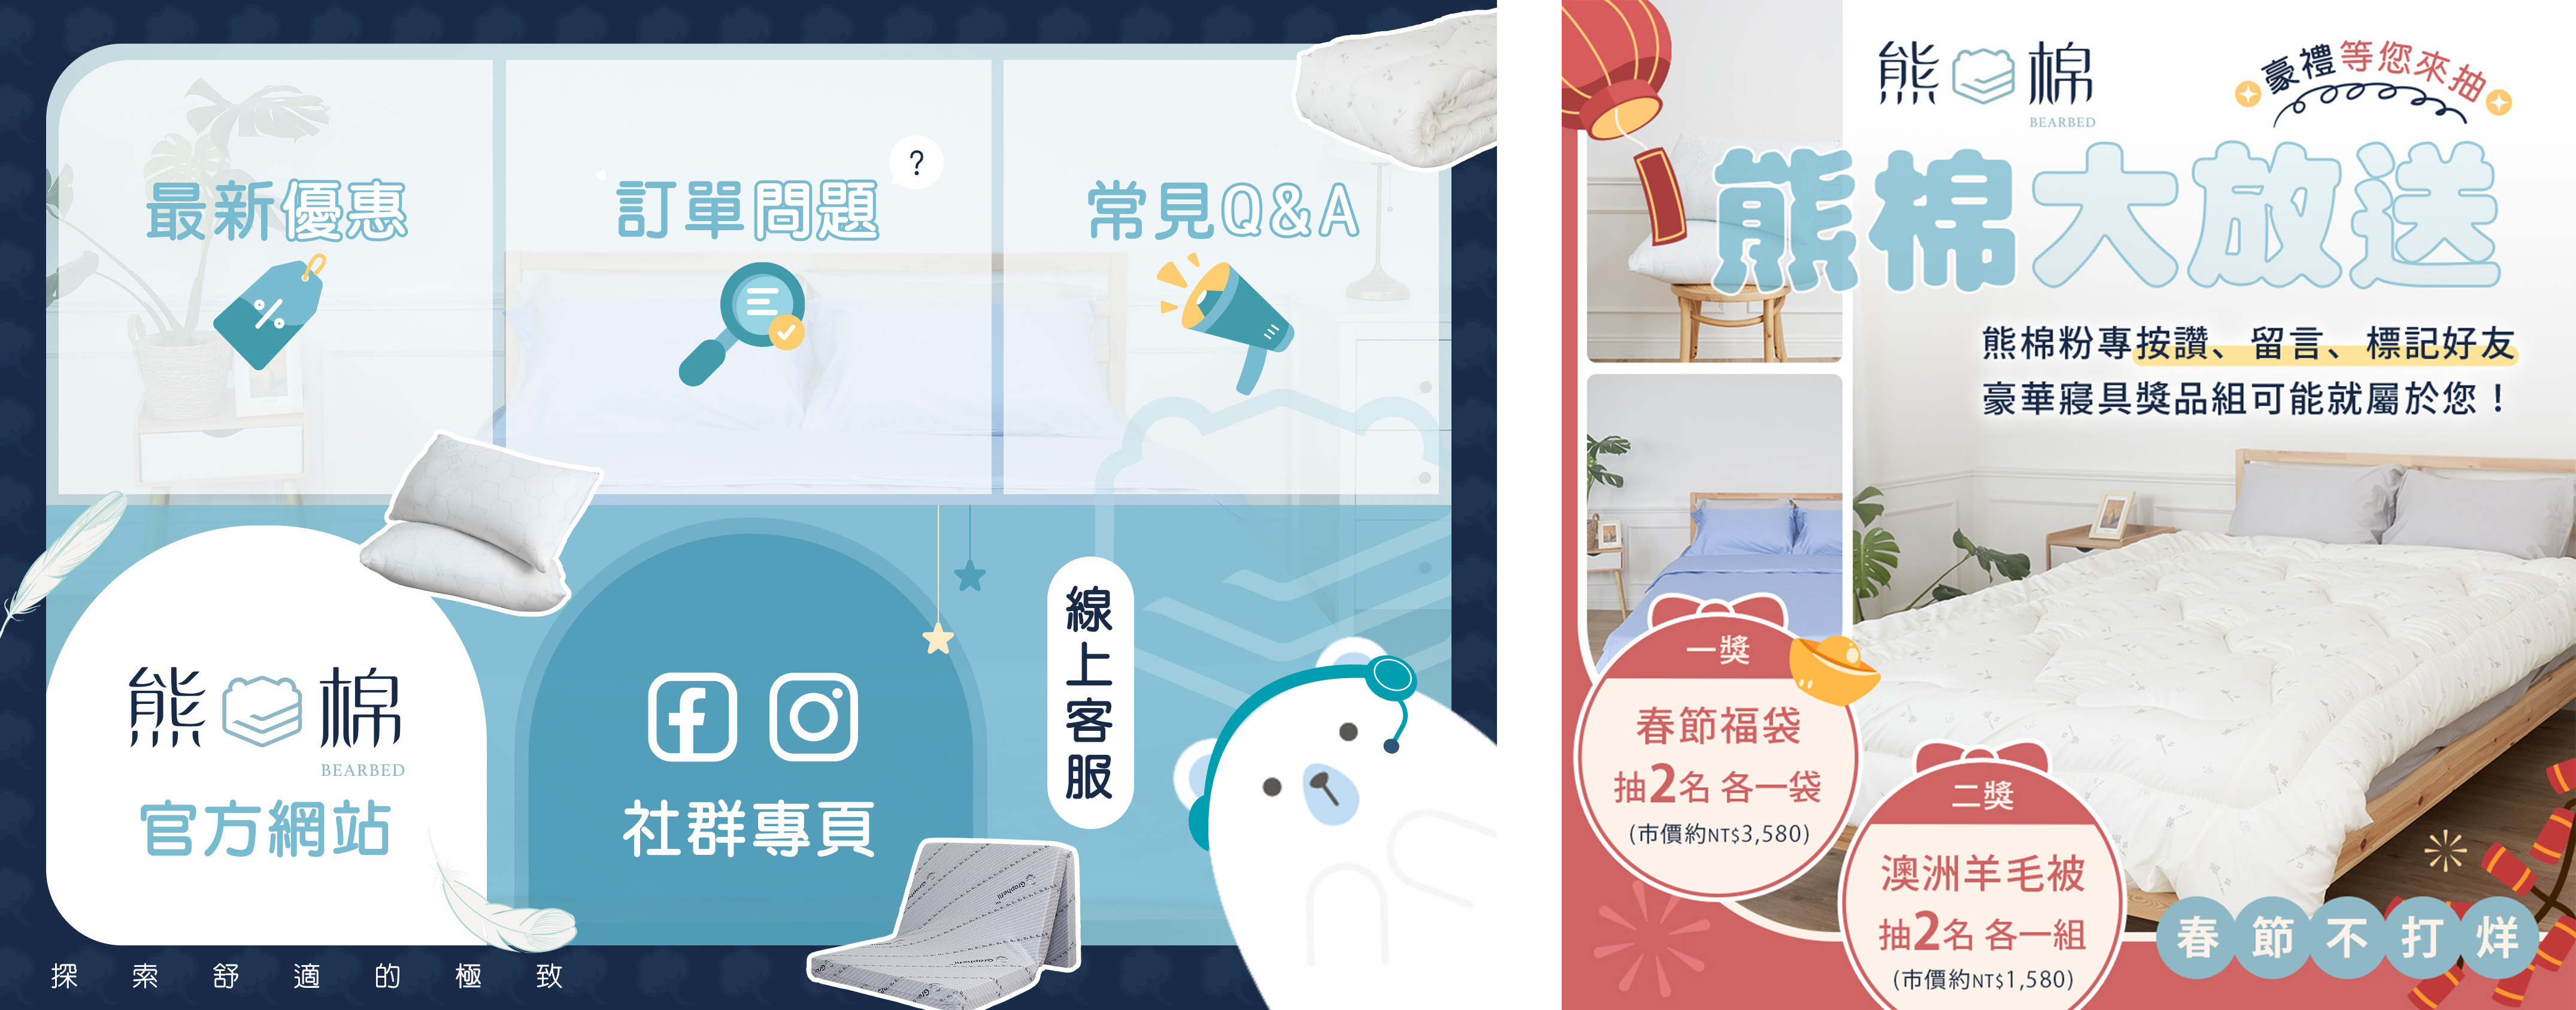 最新優惠
訂單問題
?
常見Q&A
熊棉
BEARBED
官方網站
社群專頁
線上客服
Graphenli
探索舒適的極致
熊棉
BEARBED
豪禮等您來抽
熊棉大放送
熊棉粉專按讚、留言、標記好友
豪華寢具獎品組可能就屬於您！
一獎
春節福袋
抽2名 各一袋
(市價約NT$3,580)
二獎
澳洲羊毛被
抽2名 各一組
(市價約NT$1,580)
春節不打烊